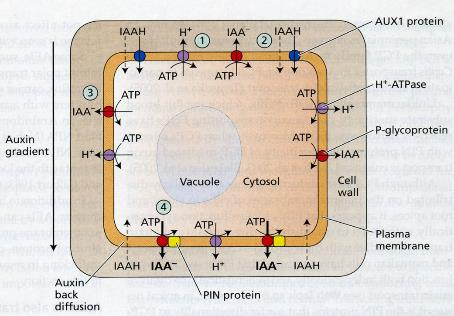 IAAH H⁺ 1 IAA⁻ 2 IAAH
AUX1 protein
ATP ATP
3
ATP ATP
IAA⁻ H⁺
H⁺-ATPase
Auxin
gradient
ATP ATP
H⁺ IAA⁻
P-glycoprotein
Vacuole Cytosol
Cell
wall
4
ATP ATP ATP
Plasma
membrane
IAAH IAA⁻ H⁺ IAA⁻ IAAH
Auxin
back
diffusion
PIN protein